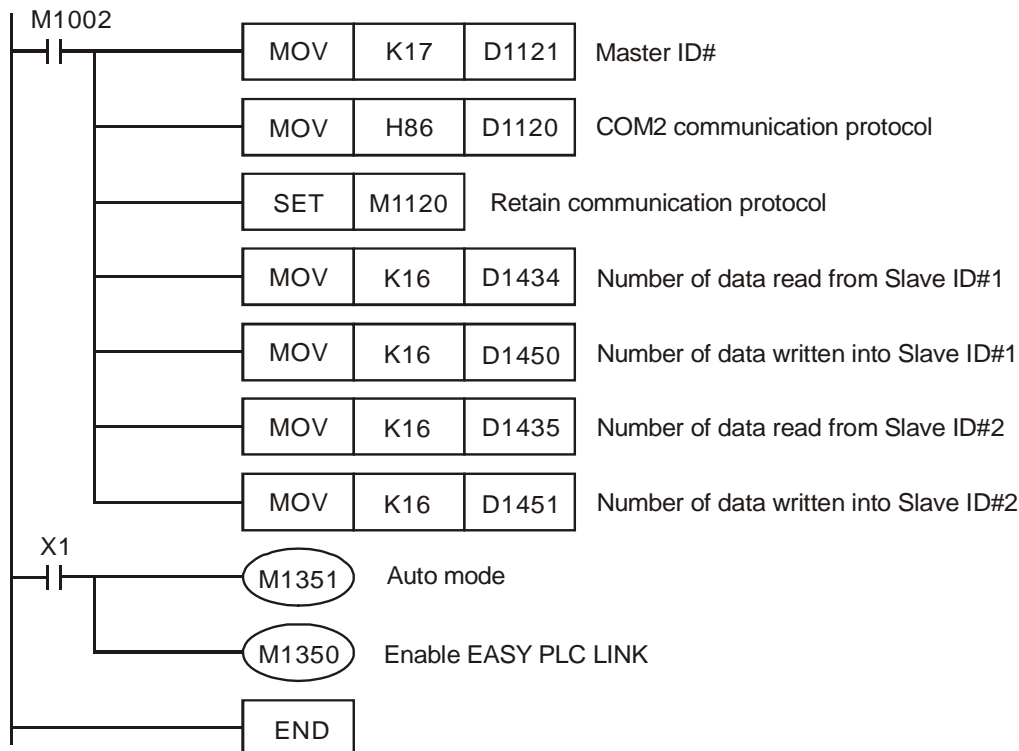 M1002
MOV K17 D1121 Master ID#
MOV H86 D1120 COM2 communication protocol
SET M1120 Retain communication protocol
MOV K16 D1434 Number of data read from Slave ID#1
MOV K16 D1450 Number of data written into Slave ID#1
MOV K16 D1435 Number of data read from Slave ID#2
MOV K16 D1451 Number of data written into Slave ID#2
X1
M1351 Auto mode
M1350 Enable EASY PLC LINK
END